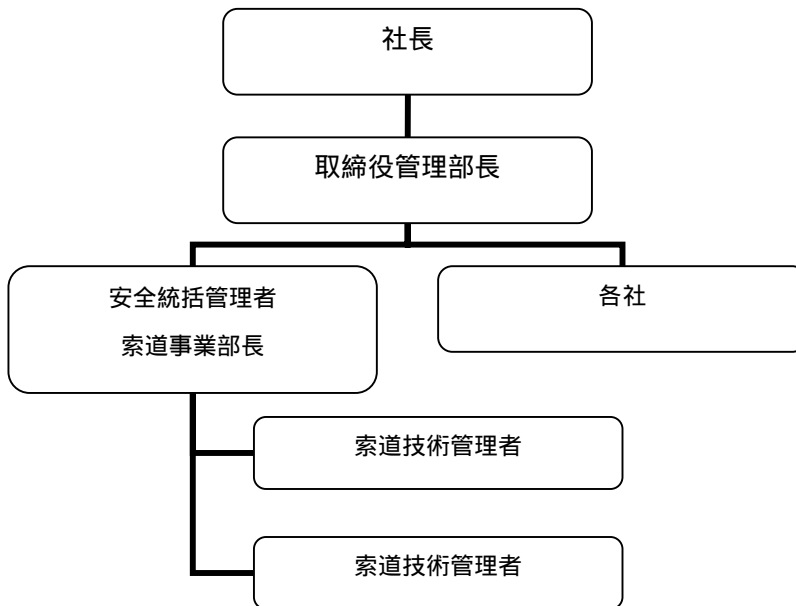 社長
取締役管理部長
安全統括管理者
索道事業部長
各社
索道技術管理者
索道技術管理者